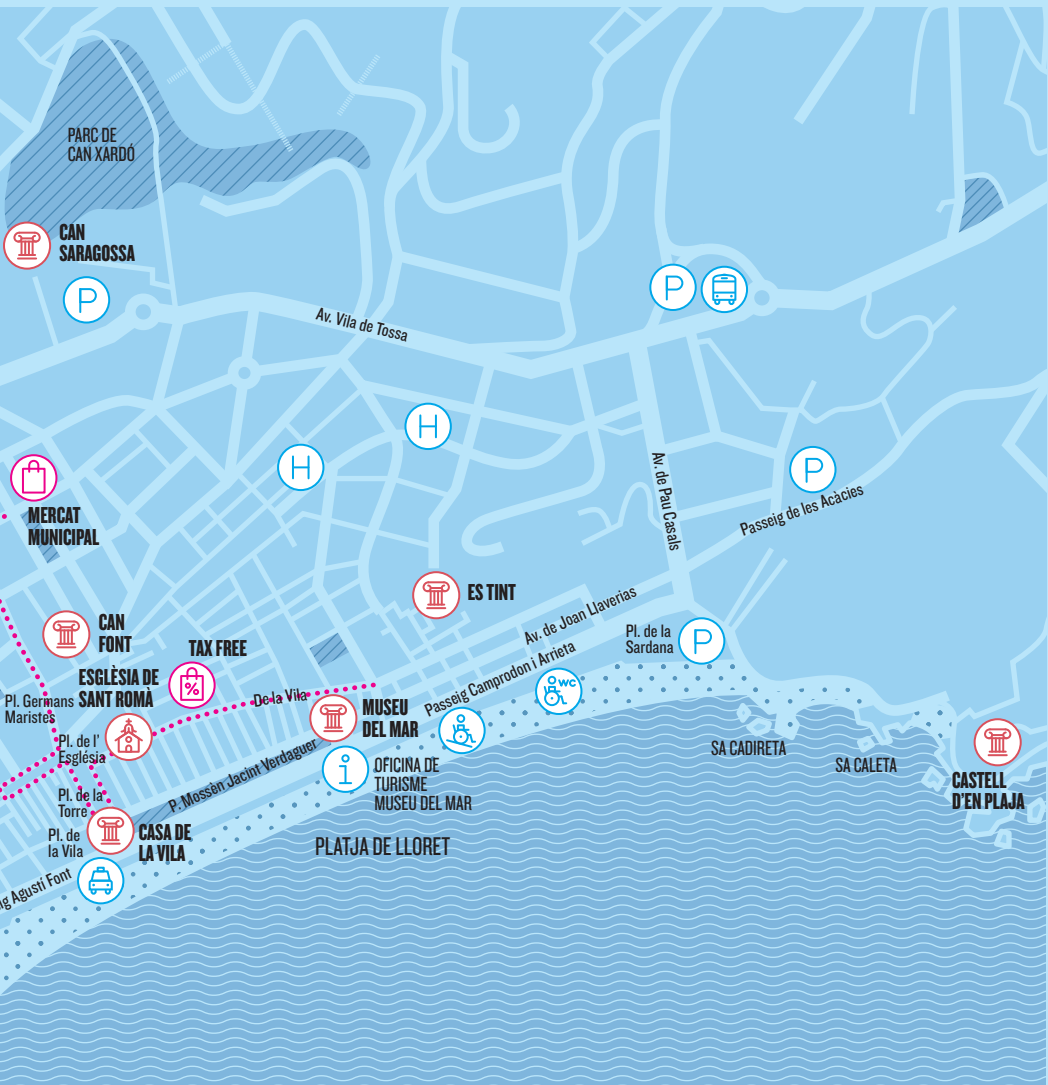 PARC DE
CAN XARDÓ
CAN
SARAGOSSA
P
P
Av. Vila de Tossa
H
H
P
Av. de Pau Casals
Passeig de les Acàcies
MERCAT
MUNICIPAL
ES TINT
CAN
FONT
TAX FREE
%
Av. de Joan Llaverias
Pl. de la
Sardana
P
ESGLÈSIA DE
SANT ROMÀ
Pl. Germans
Maristes
De la Vila
MUSEU
DEL MAR
Passeig Camprodon i Arrieta
WC
Pl. de l'
Església
P. Mossèn Jacint Verdaguer
i
OFICINA DE
TURISME
MUSEU DEL MAR
SA CADIRETA
SA CALETA
CASTELL
D'EN PLAJA
Pl. de la
Torre
Pl. de
la Vila
CASA DE
LA VILA
PLATJA DE LLORET
ig Agustí Font